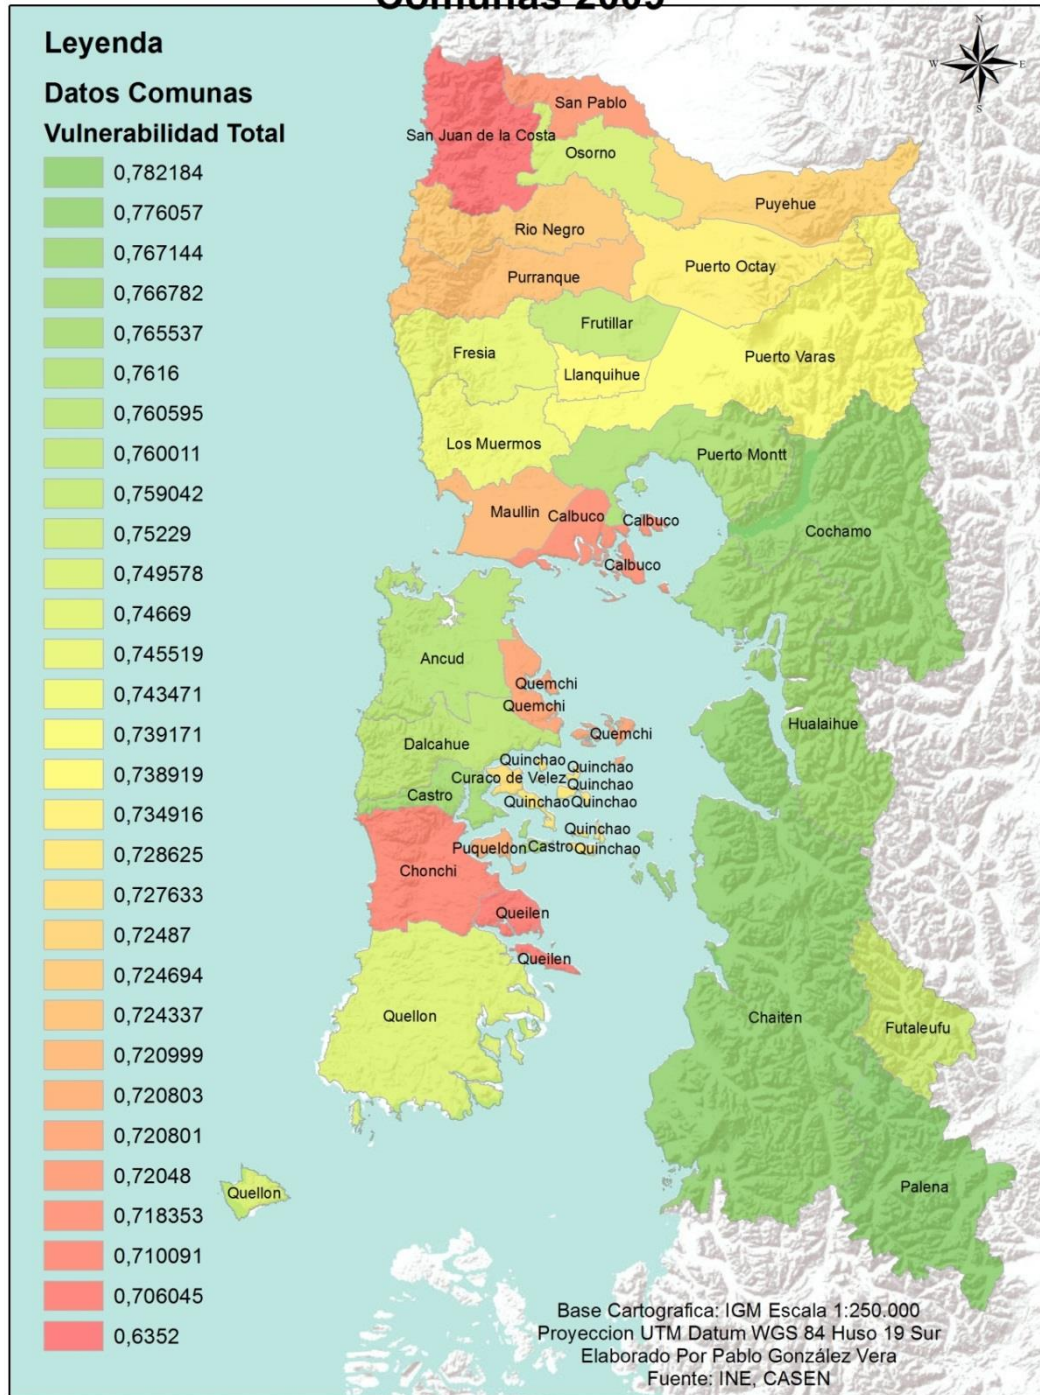 Comunas 2009
Leyenda
Datos Comunas
Vulnerabilidad Total
0,782184
0,776057
0,767144
0,766782
0,765537
0,7616
0,760595
0,760011
0,759042
0,75229
0,749578
0,74669
0,745519
0,743471
0,739171
0,738919
0,734916
0,728625
0,727633
0,72487
0,724694
0,724337
0,720999
0,720803
0,720801
0,72048
0,718353
0,710091
0,706045
0,6352
N
W
E
S
San Pablo
San Juan de la Costa
Osorno
Puyehue
Rio Negro
Puerto Octay
Purranque
Frutillar
Fresia
Puerto Varas
Llanquihue
Los Muermos
Puerto Montt
Maullin
Calbuco
Calbuco
Cochamo
Calbuco
Ancud
Quemchi
Quemchi
Hualaihue
Quemchi
Dalcahue
Quinchao
Quinchao
Curaco de Velez
Quinchao
Castro
Quinchao
Quinchao
Quinchao
Puqueldon
Castro
Quinchao
Chonchi
Queilen
Queilen
Quellon
Chaiten
Futaleufu
Quellon
Palena
Base Cartografica: IGM Escala 1:250.000
Proyeccion UTM Datum WGS 84 Huso 19 Sur
Elaborado Por Pablo González Vera
Fuente: INE, CASEN